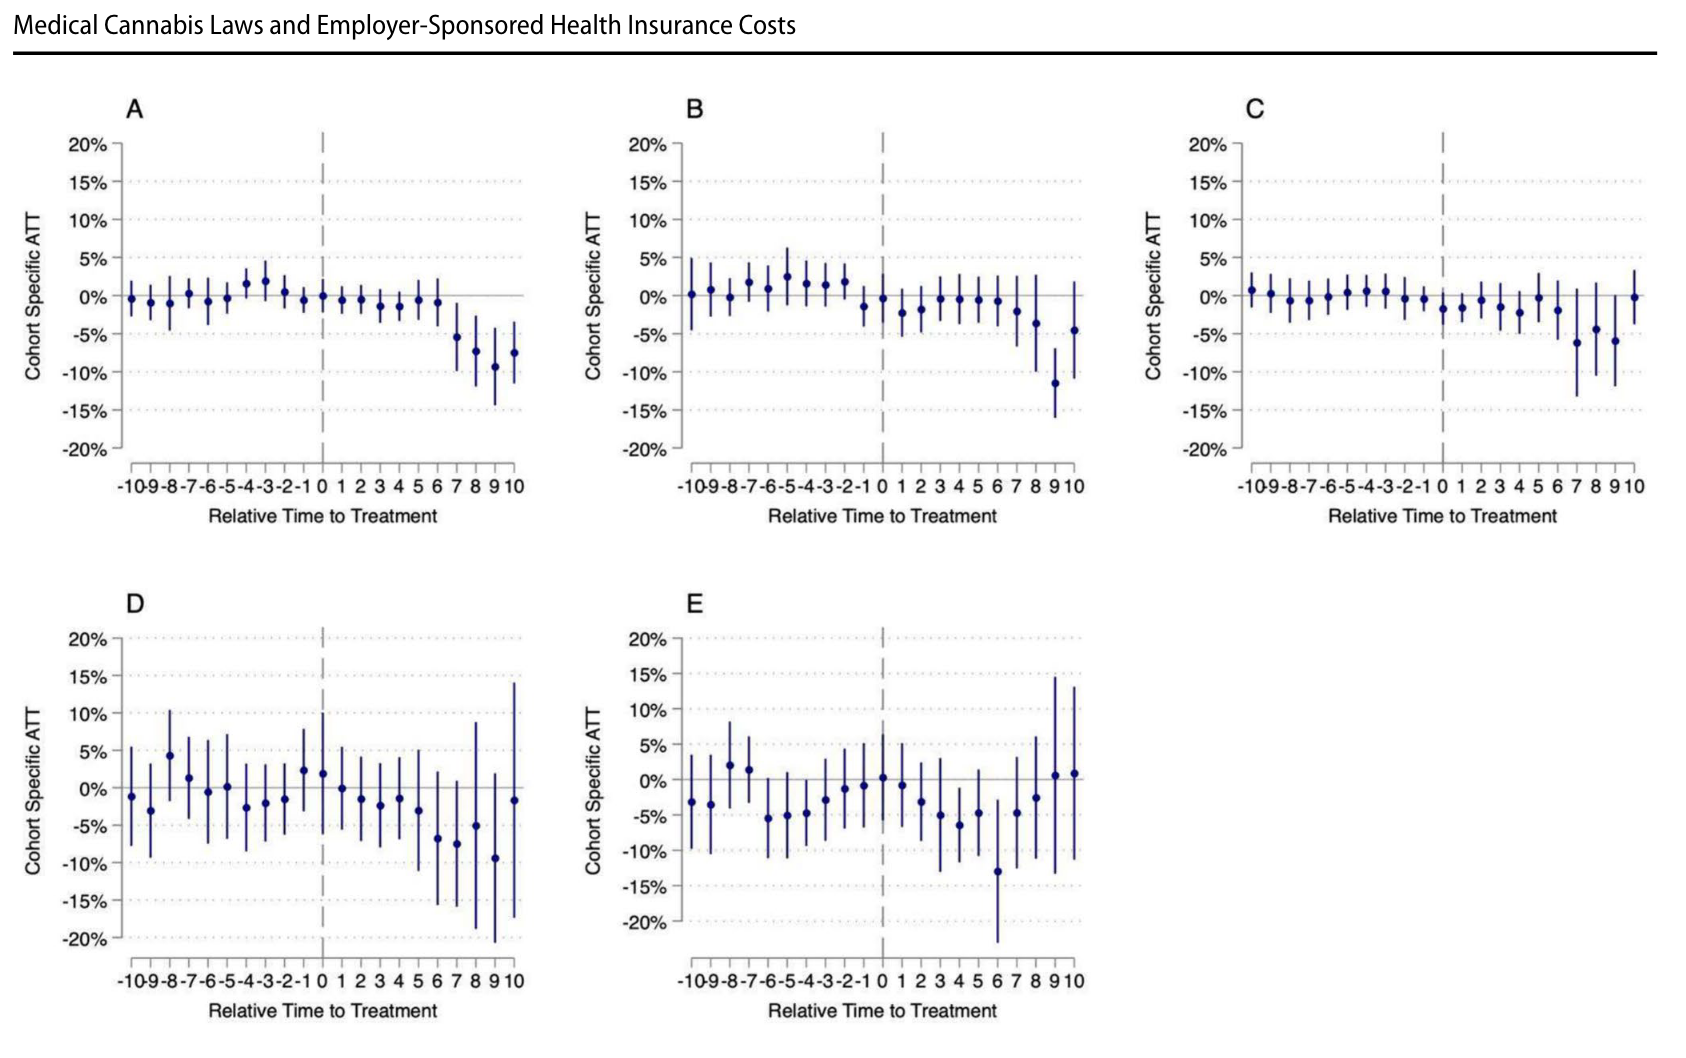 Medical Cannabis Laws and Employer-Sponsored Health Insurance Costs
A
20%
15%
10%
5%
0%
-5%
-10%
-15%
-20%
Cohort Specific ATT
-10 -9 -8 -7 -6 -5 -4 -3 -2 -1 0 1 2 3 4 5 6 7 8 9 10
Relative Time to Treatment
B
20%
15%
10%
5%
0%
-5%
-10%
-15%
-20%
Cohort Specific ATT
-10 -9 -8 -7 -6 -5 -4 -3 -2 -1 0 1 2 3 4 5 6 7 8 9 10
Relative Time to Treatment
C
20%
15%
10%
5%
0%
-5%
-10%
-15%
-20%
Cohort Specific ATT
-10 -9 -8 -7 -6 -5 -4 -3 -2 -1 0 1 2 3 4 5 6 7 8 9 10
Relative Time to Treatment
D
20%
15%
10%
5%
0%
-5%
-10%
-15%
-20%
Cohort Specific ATT
-10 -9 -8 -7 -6 -5 -4 -3 -2 -1 0 1 2 3 4 5 6 7 8 9 10
Relative Time to Treatment
E
20%
15%
10%
5%
0%
-5%
-10%
-15%
-20%
Cohort Specific ATT
-10 -9 -8 -7 -6 -5 -4 -3 -2 -1 0 1 2 3 4 5 6 7 8 9 10
Relative Time to Treatment